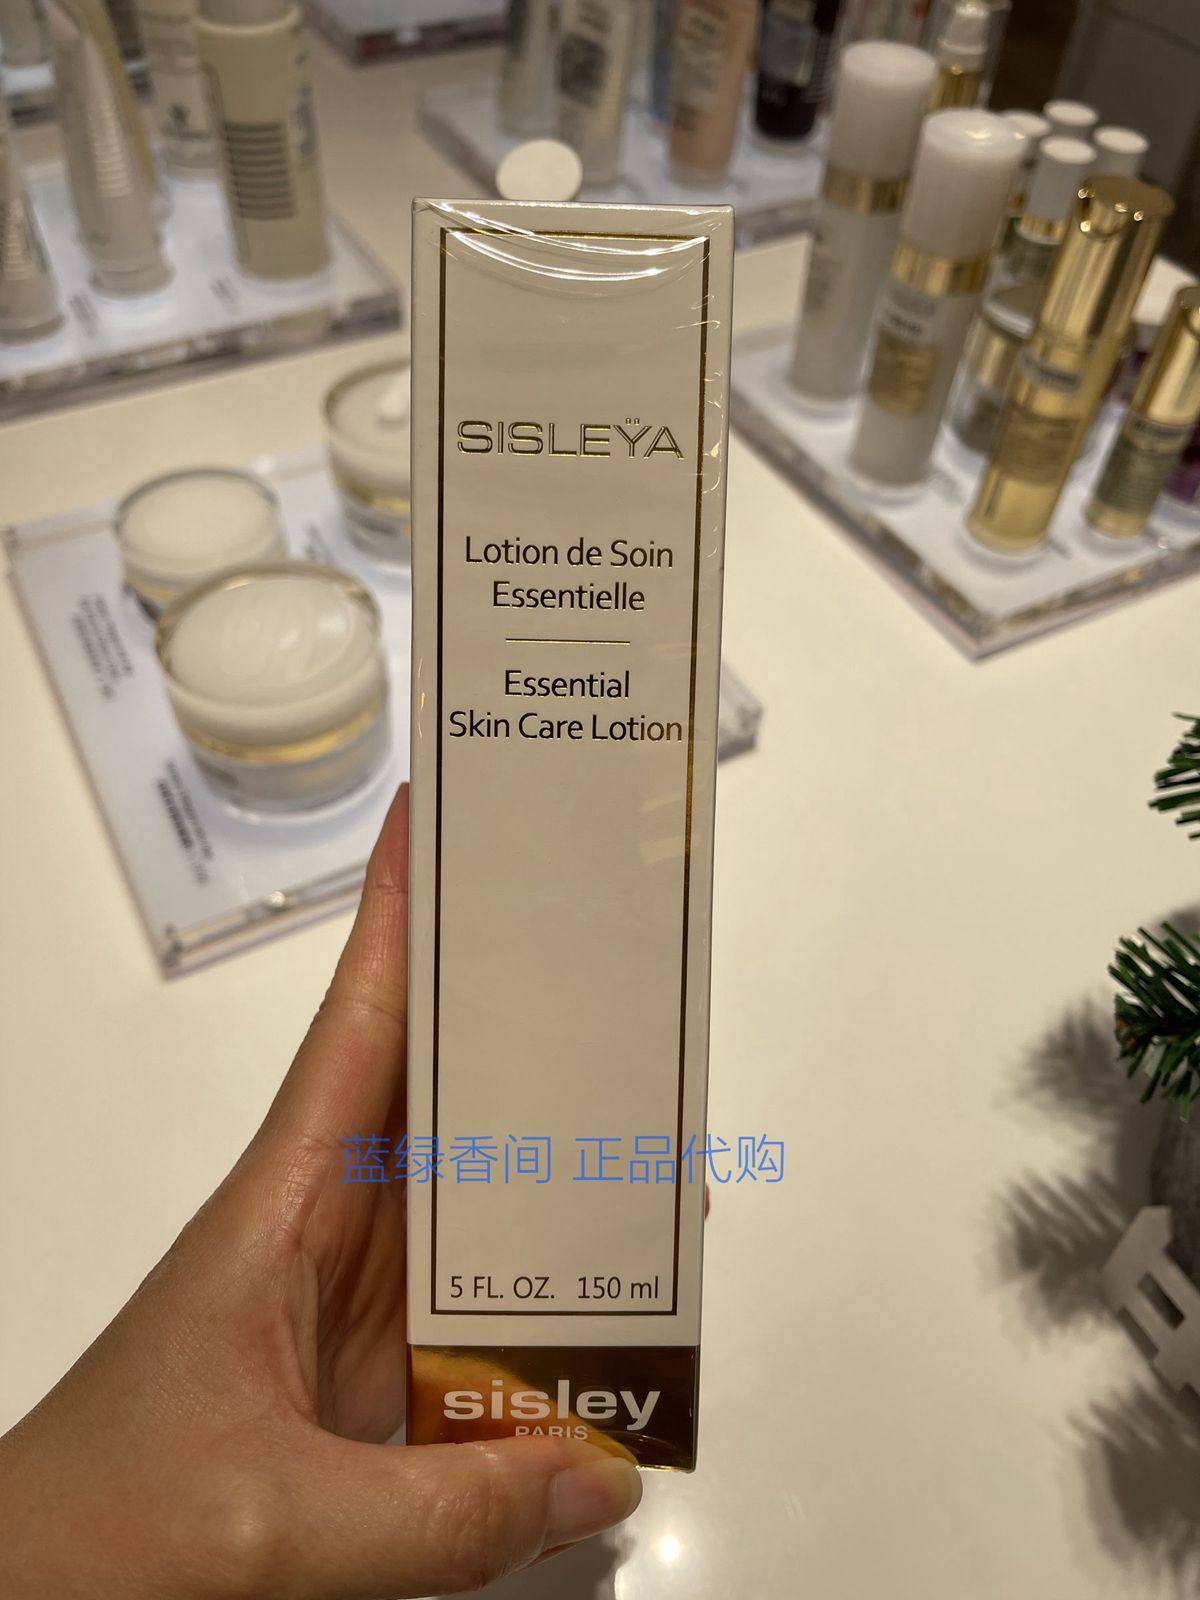 SISLEŸA
Lotion de Soin
Essentielle
Essential
Skin Care Lotion
蓝绿香间 正品代购
5 FL. OZ. 150 ml
sisley
PARIS